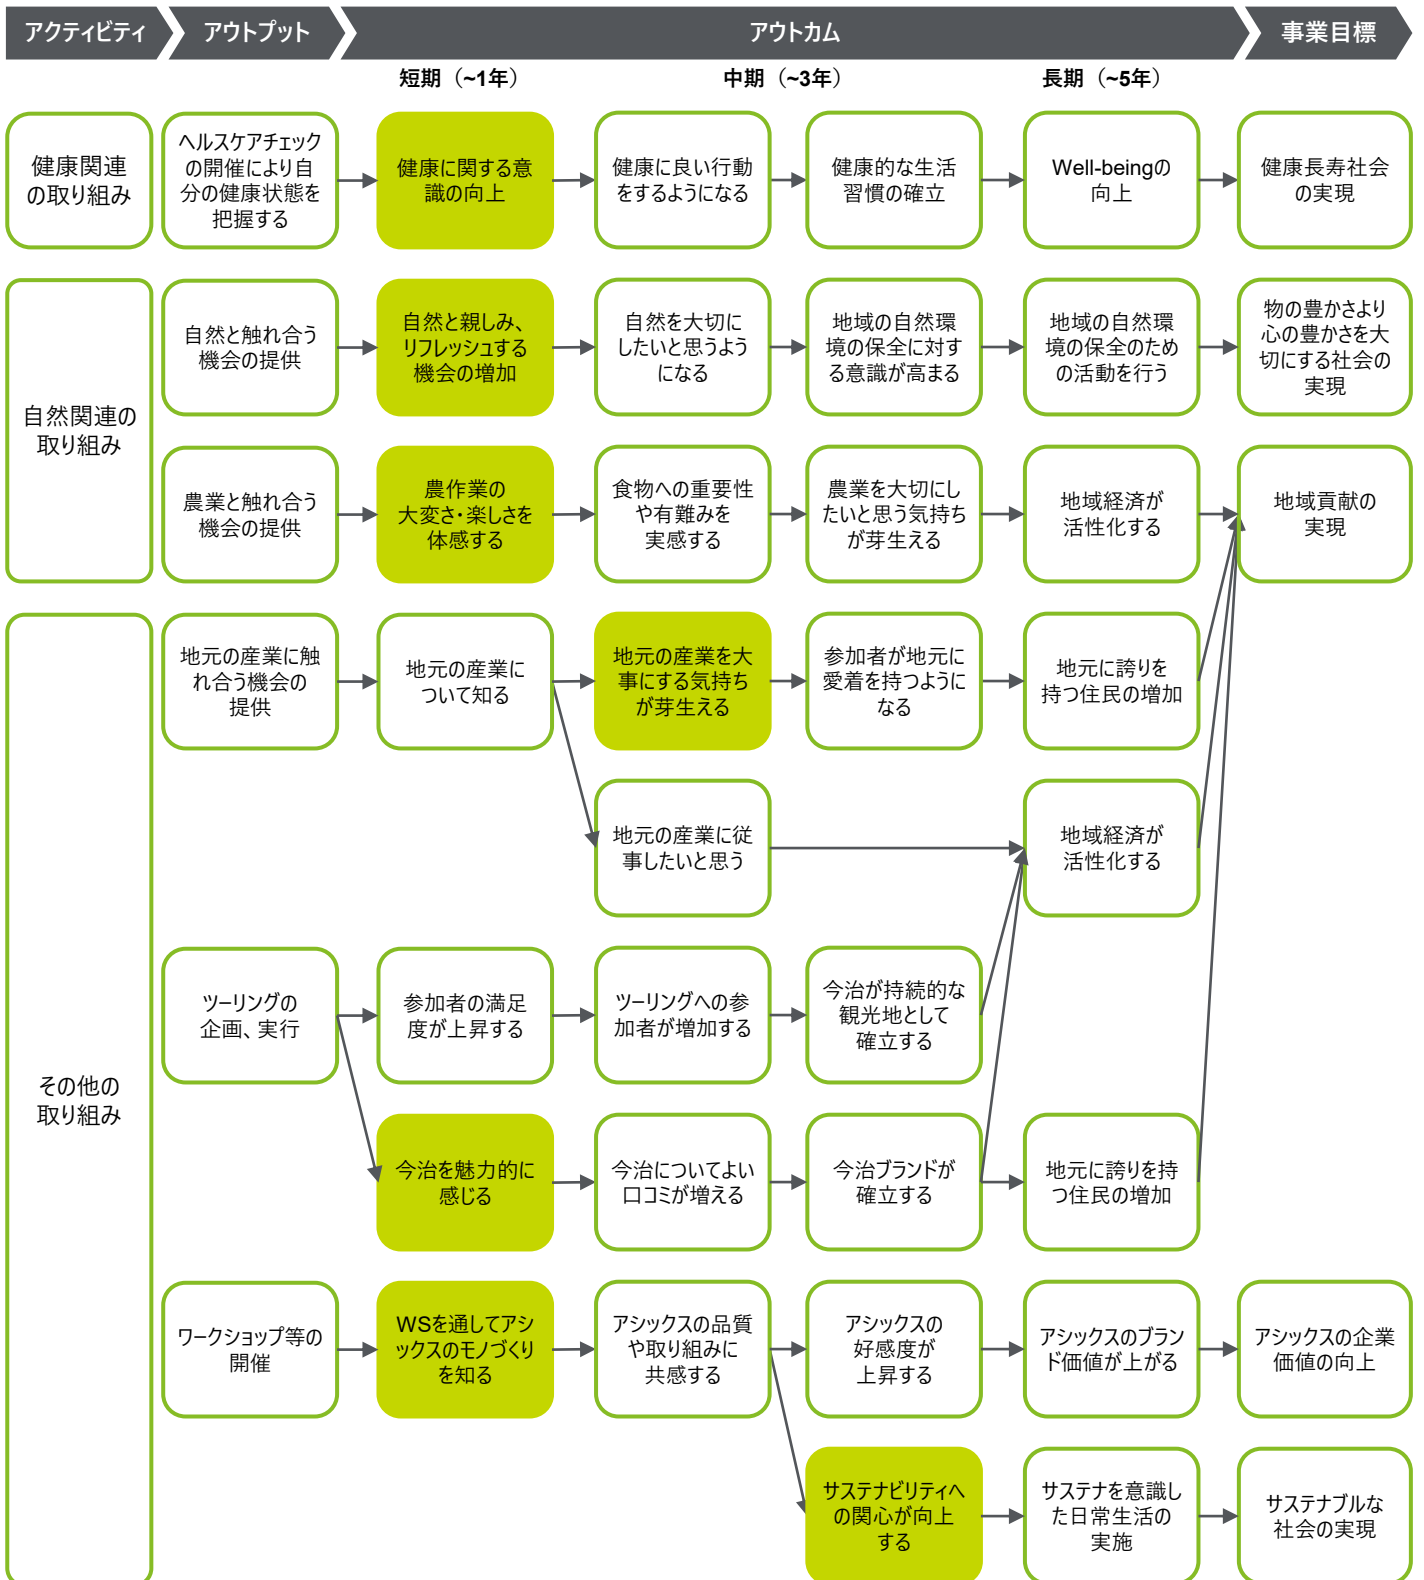 アクティビティ
アウトプット
アウトカム
事業目標
短期（~1年）
中期（~3年）
長期（~5年）
健康関連
の取り組み
ヘルスケアチェック
の開催により自
分の健康状態を
把握する
健康に関する意
識の向上
健康に良い行動
をするようになる
健康的な生活
習慣の確立
Well-beingの
向上
健康長寿社会
の実現
自然関連の
取り組み
自然と触れ合う
機会の提供
自然と親しみ、
リフレッシュする
機会の増加
自然を大切に
したいと思うよう
になる
地域の自然環
境の保全に対す
る意識が高まる
地域の自然環
境の保全のため
の活動を行う
物の豊かさより
心の豊かさを大
切にする社会の
実現
農業と触れ合う
機会の提供
農作業の
大変さ・楽しさを
体感する
食物への重要性
や有難みを
実感する
農業を大切にし
たいと思う気持ち
が芽生える
地域経済が
活性化する
地域貢献の
実現
その他の
取り組み
地元の産業に触
れ合う機会の
提供
地元の産業に
ついて知る
地元の産業を大
事にする気持ち
が芽生える
参加者が地元に
愛着を持つように
なる
地元に誇りを
持つ住民の増加
地元の産業に従
事したいと思う
地域経済が
活性化する
ツーリングの
企画、実行
参加者の満足
度が上昇する
ツーリングへの参
加者が増加する
今治が持続的な
観光地として
確立する
今治を魅力的に
感じる
今治についてよい
口コミが増える
今治ブランドが
確立する
地元に誇りを持
つ住民の増加
ワークショップ等の
開催
WSを通してアシ
ックスのモノづくり
を知る
アシックスの品質
や取り組みに
共感する
アシックスの
好感度が
上昇する
アシックスのブラン
ド価値が上がる
アシックスの企業
価値の向上
サステナビリティへ
の関心が向上
する
サステナを意識し
た日常生活の
実施
サステナブルな
社会の実現